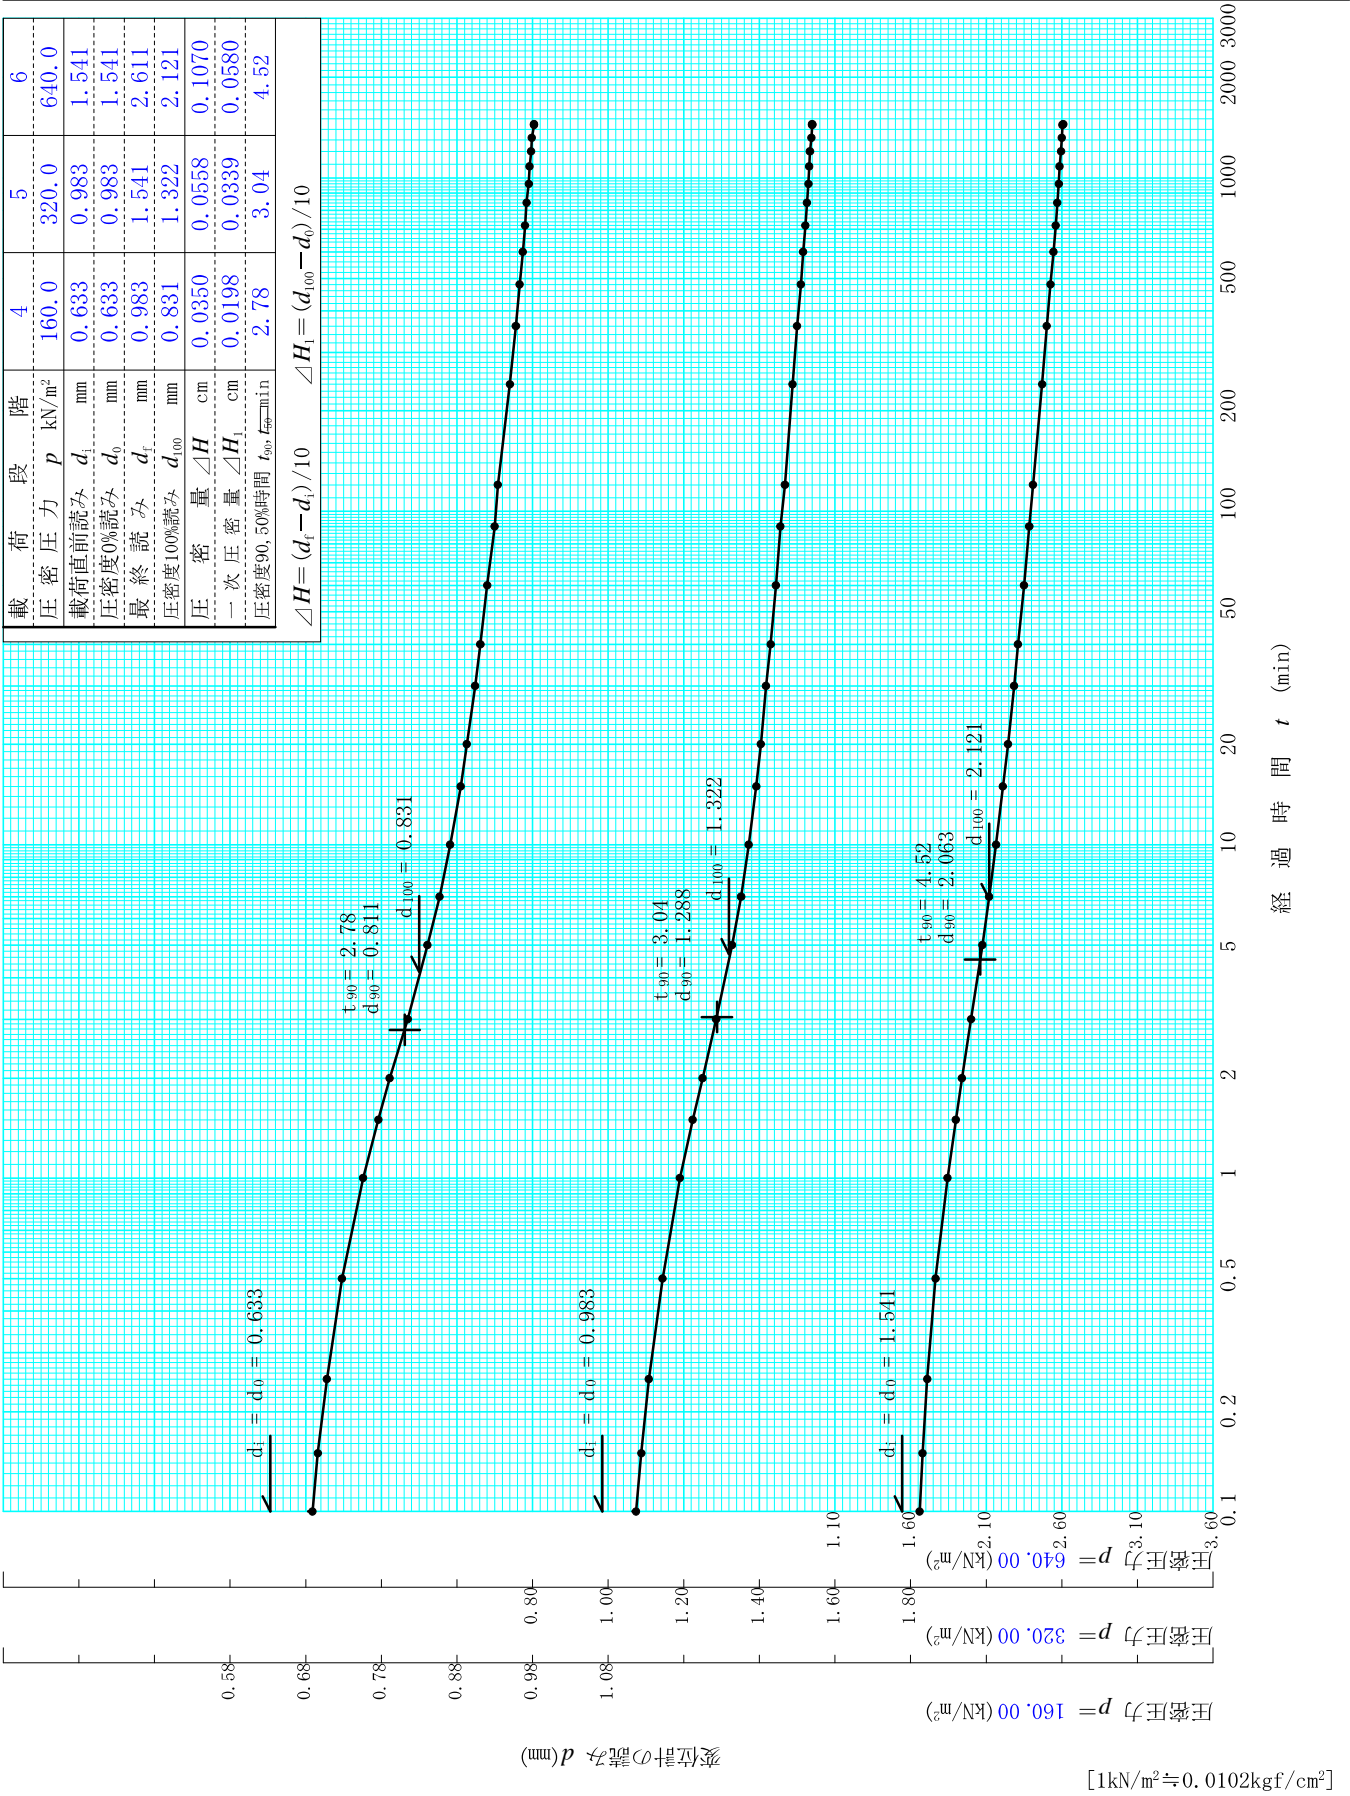 載荷段階 4 5 6
圧密圧力 p kN/m² 160.0 320.0 640.0
載荷直前読み d_i mm 0.633 0.983 1.541
圧密度0%読み d_0 mm 0.633 0.983 1.541
最終読み d_f mm 0.983 1.541 2.611
圧密度100%読み d_100 mm 0.831 1.322 2.121
圧密量 ⊿H cm 0.0350 0.0558 0.1070
一次圧密量 ⊿H_1 cm 0.0198 0.0339 0.0580
圧密度90,50%時間 t_90,t_50 min 2.78 3.04 4.52
⊿H=(d_f−d_i)/10 ⊿H_1=(d_100−d_0)/10
d_i = d_0 = 0.633
t_90 = 2.78
d_90 = 0.811
d_100 = 0.831
d_i = d_0 = 0.983
t_90 = 3.04
d_90 = 1.288
d_100 = 1.322
d_i = d_0 = 1.541
t_90 = 4.52
d_90 = 2.063
d_100 = 2.121
0.1 0.2 0.5 1 2 5 10 20 50 100 200 500 1000 2000 3000
経過時間 t (min)
1.10
1.60
2.10
2.60
3.10
3.60
圧密圧力 p= 640.00(kN/m²)
0.80
1.00
1.20
1.40
1.60
1.80
圧密圧力 p= 320.00(kN/m²)
0.58
0.68
0.78
0.88
0.98
1.08
圧密圧力 p= 160.00(kN/m²)
変位計の読み d(mm)
[1kN/m²≒0.0102kgf/cm²]